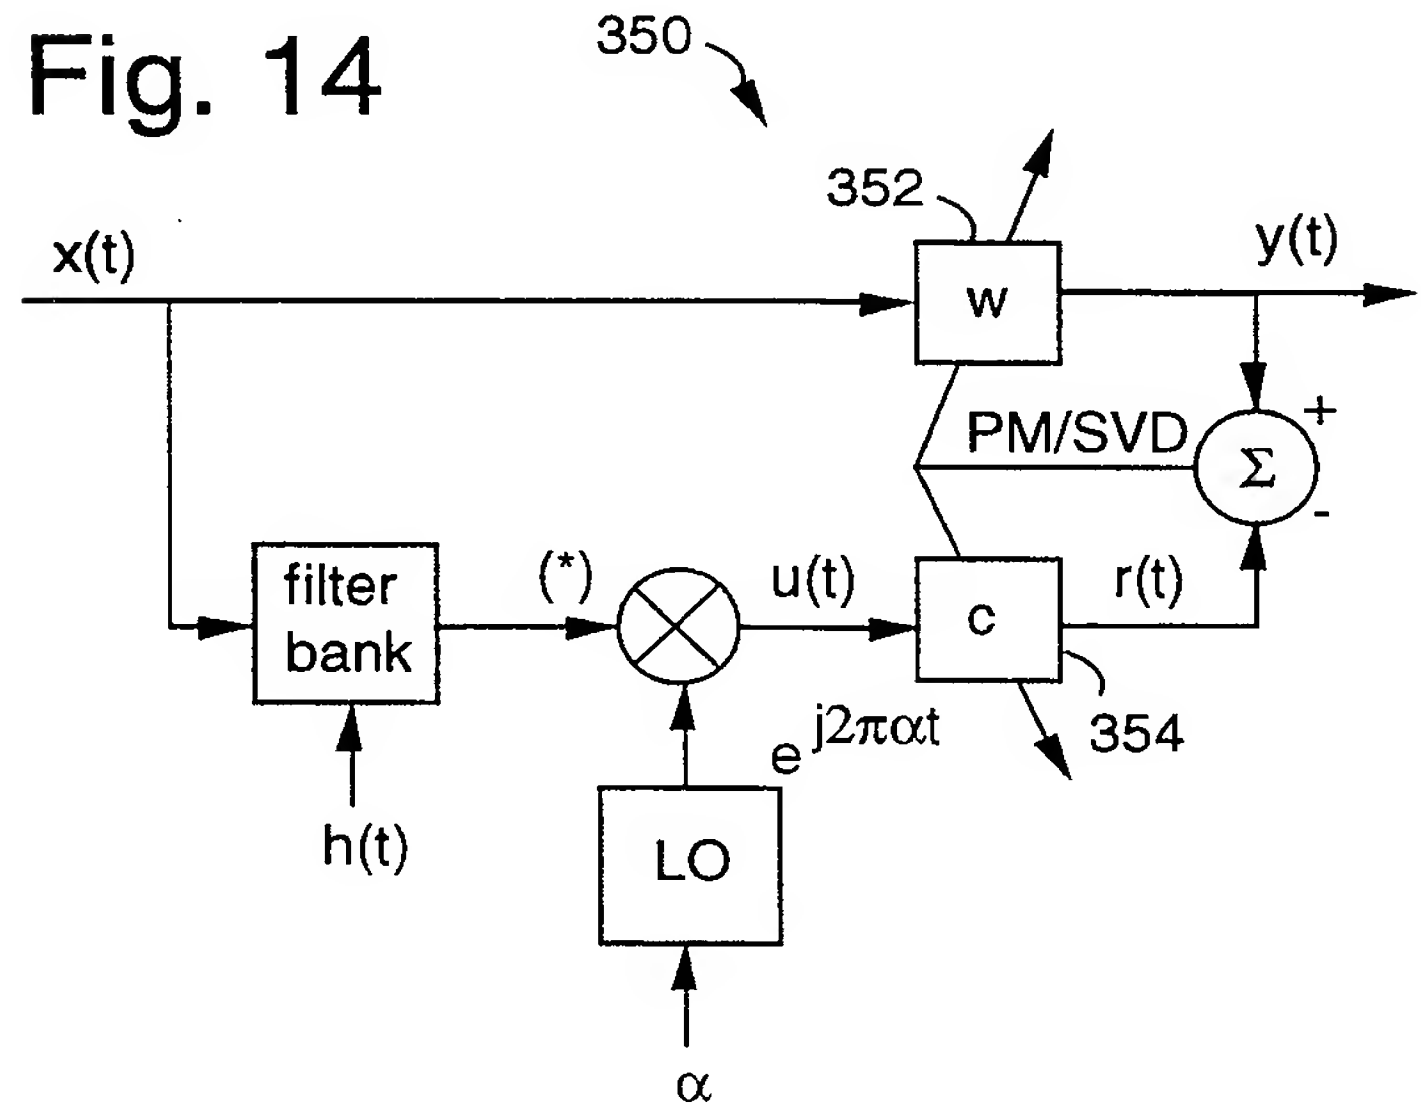 Fig. 14
350
352
x(t)
w
y(t)
PM/SVD
+
Σ
-
filter
bank
(*)
u(t)
c
r(t)
e j2παt
354
h(t)
LO
α